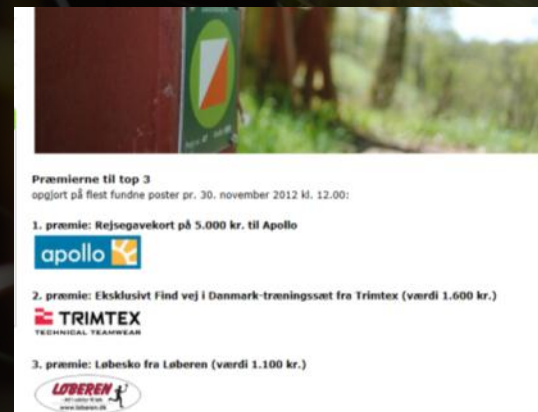 Præmierne til top 3
opgjort på flest fundne poster pr. 30. november 2012 kl. 12.00:
1. præmie: Rejsegavekort på 5.000 kr. til Apollo
apollo
2. præmie: Eksklusivt Find vej i Danmark-træningssæt fra Trimtex (værdi 1.600 kr.)
TRIMTEX
TECHNICAL TEAMWEAR
3. præmie: Løbesko fra Løberen (værdi 1.100 kr.)
LØBEREN
www.loberen.dk